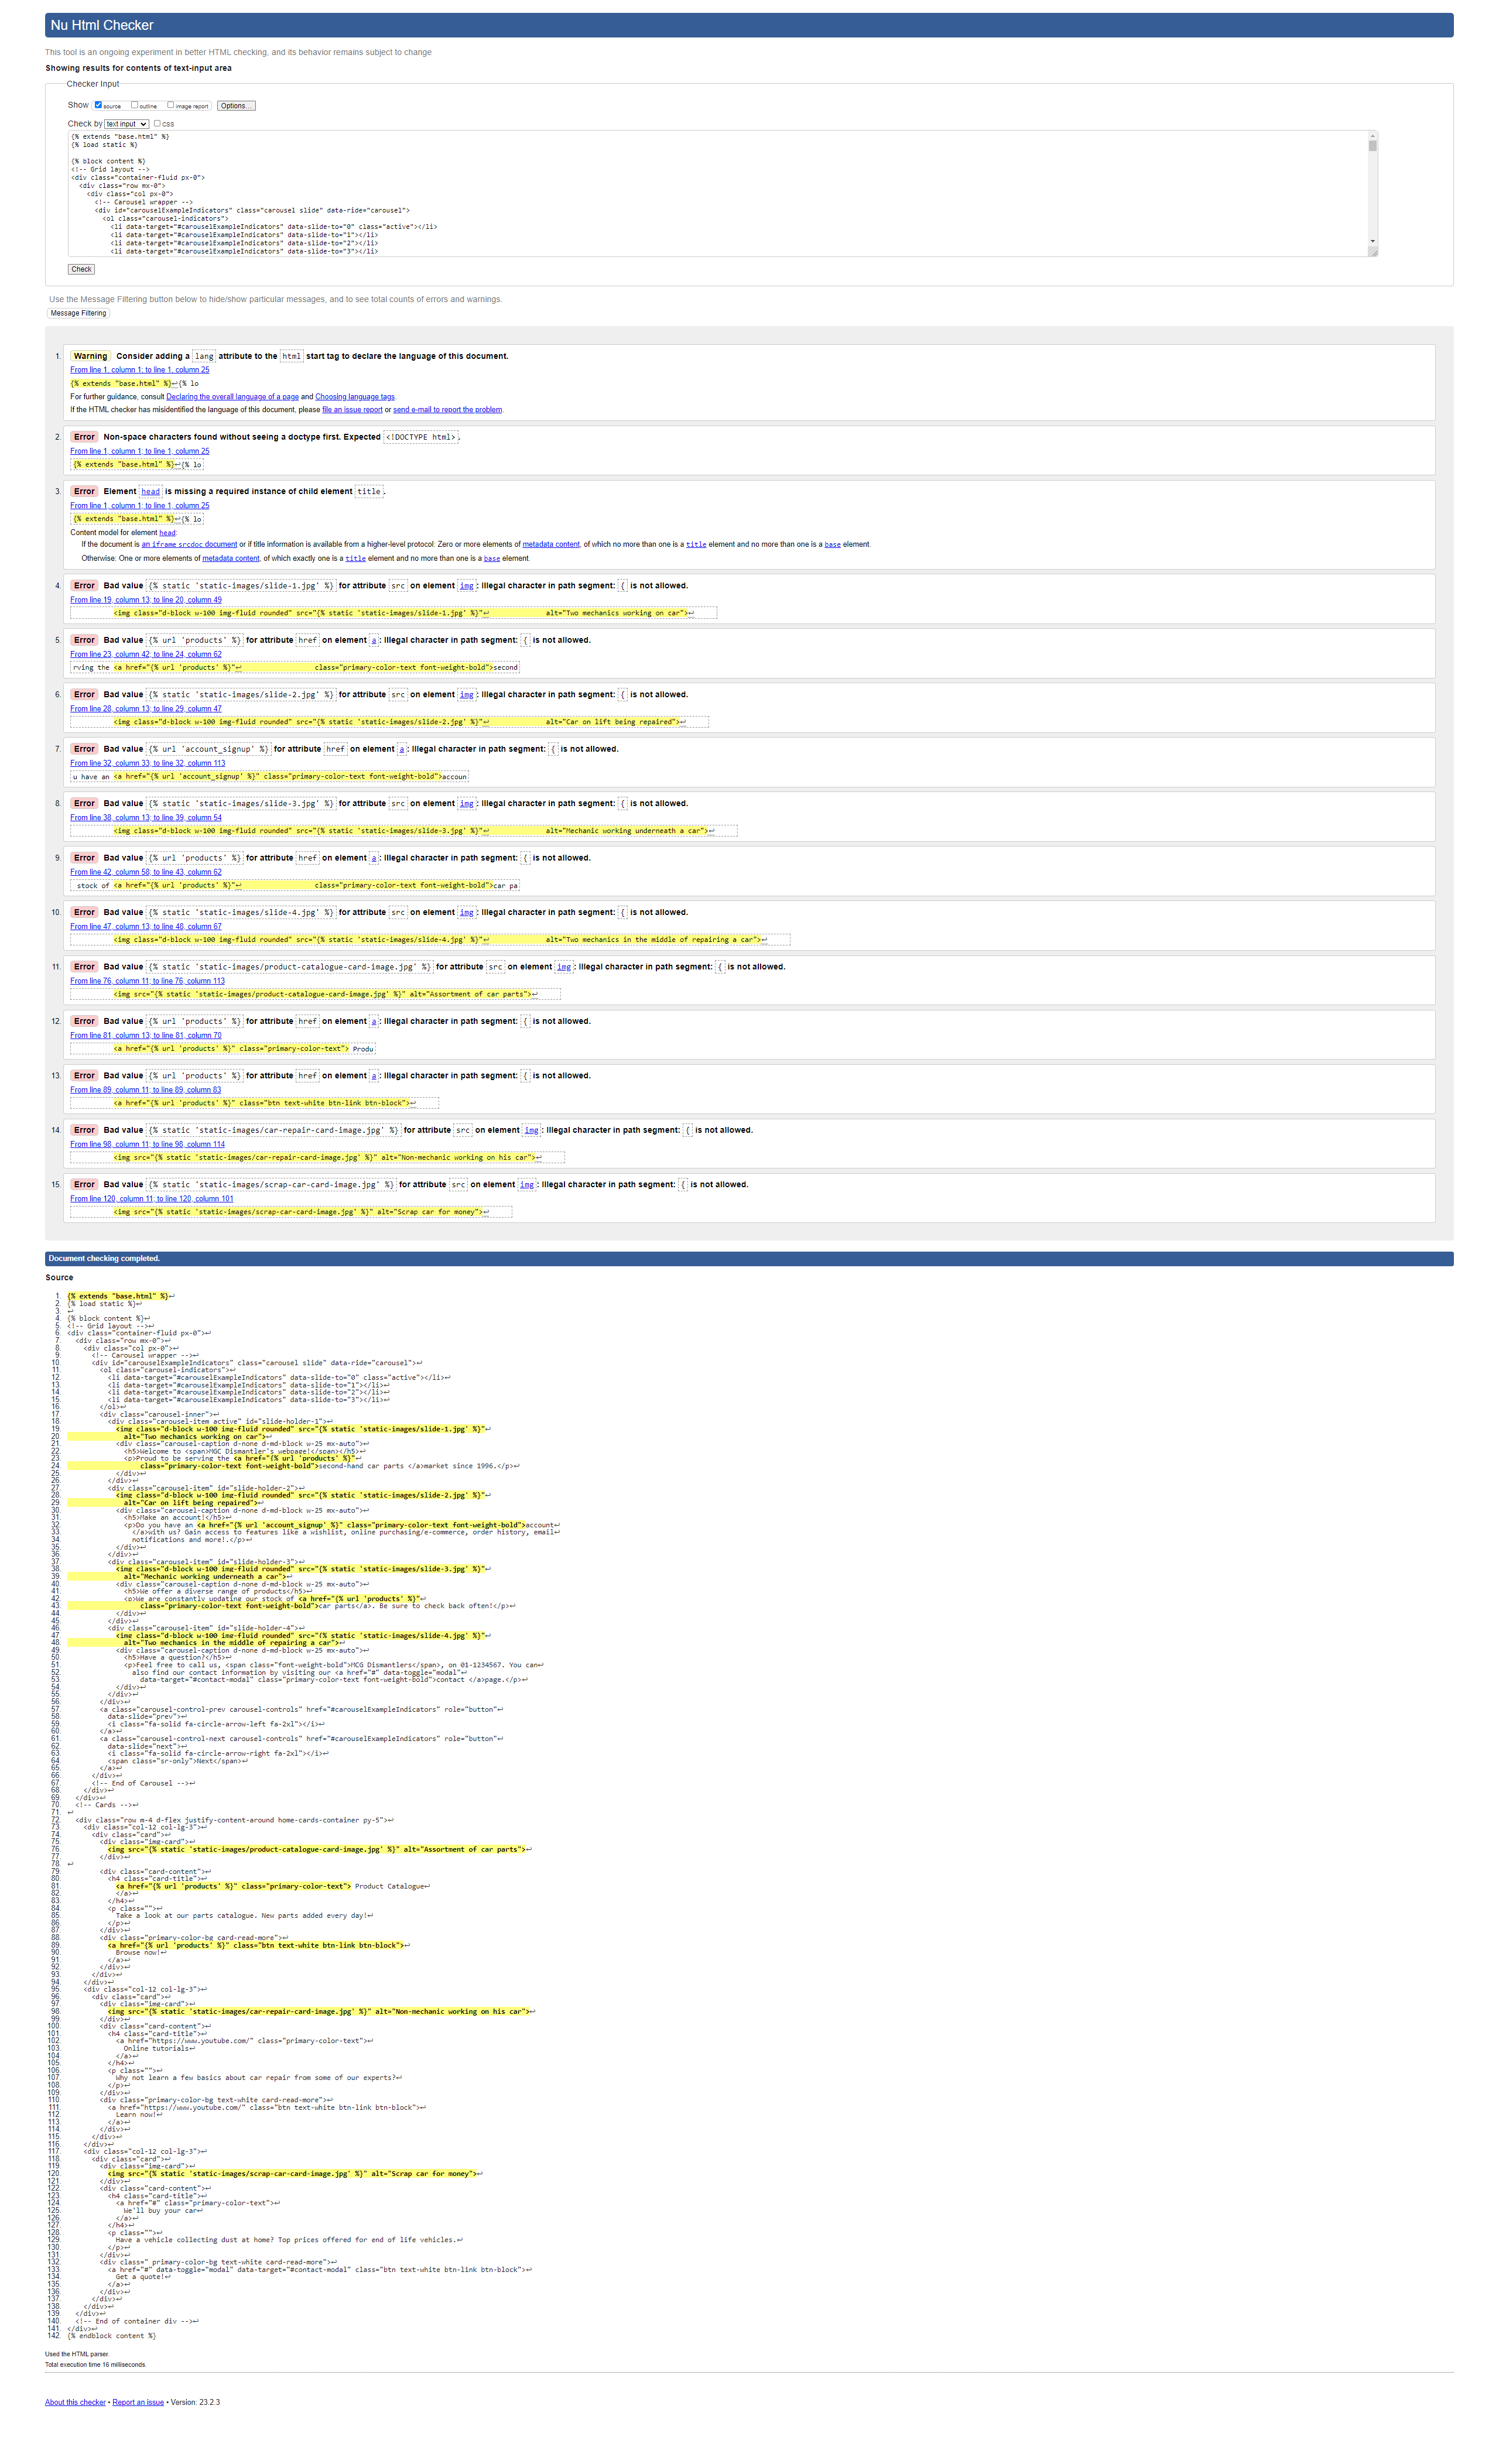 Nu Html Checker
This tool is an ongoing experiment in better HTML checking, and its behavior remains subject to change
Showing results for contents of text-input area
Checker Input
Show source outline image report Options...
Check by text input css
{% extends "base.html" %}
{% load static %}
{% block content %}
<!-- Grid layout -->
<div class="container-fluid px-0">
<div class="row mx-0">
<div class="col px-0">
<!-- Carousel wrapper -->
<div id="carouselExampleIndicators" class="carousel slide" data-ride="carousel">
<ol class="carousel-indicators">
<li data-target="#carouselExampleIndicators" data-slide-to="0" class="active"></li>
<li data-target="#carouselExampleIndicators" data-slide-to="1"></li>
<li data-target="#carouselExampleIndicators" data-slide-to="2"></li>
<li data-target="#carouselExampleIndicators" data-slide-to="3"></li>
Check
Use the Message Filtering button below to hide/show particular messages, and to see total counts of errors and warnings.
Message Filtering
1. Warning Consider adding a lang attribute to the html start tag to declare the language of this document.
From line 1, column 1; to line 1, column 25
{% extends "base.html" %}↩{% lo
For further guidance, consult Declaring the overall language of a page and Choosing language tags.
If the HTML checker has misidentified the language of this document, please file an issue report or send e-mail to report the problem.
2. Error Non-space characters found without seeing a doctype first. Expected <!DOCTYPE html>.
From line 1, column 1; to line 1, column 25
{% extends "base.html" %}↩{% lo
3. Error Element head is missing a required instance of child element title.
From line 1, column 1; to line 1, column 25
{% extends "base.html" %}↩{% lo
Content model for element head:
If the document is an iframe srcdoc document or if title information is available from a higher-level protocol: Zero or more elements of metadata content, of which no more than one is a title element and no more than one is a base element.
Otherwise: One or more elements of metadata content, of which exactly one is a title element and no more than one is a base element.
4. Error Bad value {% static 'static-images/slide-1.jpg' %} for attribute src on element img: Illegal character in path segment: { is not allowed.
From line 19, column 13; to line 20, column 49
<img class="d-block w-100 img-fluid rounded" src="{% static 'static-images/slide-1.jpg' %}"↩ alt="Two mechanics working on car">↩
5. Error Bad value {% url 'products' %} for attribute href on element a: Illegal character in path segment: { is not allowed.
From line 23, column 42; to line 24, column 62
rving the <a href="{% url 'products' %}"↩ class="primary-color-text font-weight-bold">second
6. Error Bad value {% static 'static-images/slide-2.jpg' %} for attribute src on element img: Illegal character in path segment: { is not allowed.
From line 28, column 13; to line 29, column 47
<img class="d-block w-100 img-fluid rounded" src="{% static 'static-images/slide-2.jpg' %}"↩ alt="Car on lift being repaired">↩
7. Error Bad value {% url 'account_signup' %} for attribute href on element a: Illegal character in path segment: { is not allowed.
From line 32, column 33; to line 32, column 113
u have an <a href="{% url 'account_signup' %}" class="primary-color-text font-weight-bold">accoun
8. Error Bad value {% static 'static-images/slide-3.jpg' %} for attribute src on element img: Illegal character in path segment: { is not allowed.
From line 38, column 13; to line 39, column 54
<img class="d-block w-100 img-fluid rounded" src="{% static 'static-images/slide-3.jpg' %}"↩ alt="Mechanic working underneath a car">↩
9. Error Bad value {% url 'products' %} for attribute href on element a: Illegal character in path segment: { is not allowed.
From line 42, column 58; to line 43, column 62
stock of <a href="{% url 'products' %}"↩ class="primary-color-text font-weight-bold">car pa
10. Error Bad value {% static 'static-images/slide-4.jpg' %} for attribute src on element img: Illegal character in path segment: { is not allowed.
From line 47, column 13; to line 48, column 67
<img class="d-block w-100 img-fluid rounded" src="{% static 'static-images/slide-4.jpg' %}"↩ alt="Two mechanics in the middle of repairing a car">↩
11. Error Bad value {% static 'static-images/product-catalogue-card-image.jpg' %} for attribute src on element img: Illegal character in path segment: { is not allowed.
From line 76, column 11; to line 76, column 113
<img src="{% static 'static-images/product-catalogue-card-image.jpg' %}" alt="Assortment of car parts">↩
12. Error Bad value {% url 'products' %} for attribute href on element a: Illegal character in path segment: { is not allowed.
From line 81, column 13; to line 81, column 70
<a href="{% url 'products' %}" class="primary-color-text"> Produ
13. Error Bad value {% url 'products' %} for attribute href on element a: Illegal character in path segment: { is not allowed.
From line 89, column 11; to line 89, column 83
<a href="{% url 'products' %}" class="btn text-white btn-link btn-block">↩
14. Error Bad value {% static 'static-images/car-repair-card-image.jpg' %} for attribute src on element img: Illegal character in path segment: { is not allowed.
From line 98, column 11; to line 98, column 114
<img src="{% static 'static-images/car-repair-card-image.jpg' %}" alt="Non-mechanic working on his car">↩
15. Error Bad value {% static 'static-images/scrap-car-card-image.jpg' %} for attribute src on element img: Illegal character in path segment: { is not allowed.
From line 120, column 11; to line 120, column 101
<img src="{% static 'static-images/scrap-car-card-image.jpg' %}" alt="Scrap car for money">↩
Document checking completed.
Source
1. {% extends "base.html" %}↩
2. {% load static %}↩
3. ↩
4. {% block content %}↩
5. <!-- Grid layout -->↩
6. <div class="container-fluid px-0">↩
7. <div class="row mx-0">↩
8. <div class="col px-0">↩
9. <!-- Carousel wrapper -->↩
10. <div id="carouselExampleIndicators" class="carousel slide" data-ride="carousel">↩
11. <ol class="carousel-indicators">↩
12. <li data-target="#carouselExampleIndicators" data-slide-to="0" class="active"></li>↩
13. <li data-target="#carouselExampleIndicators" data-slide-to="1"></li>↩
14. <li data-target="#carouselExampleIndicators" data-slide-to="2"></li>↩
15. <li data-target="#carouselExampleIndicators" data-slide-to="3"></li>↩
16. </ol>↩
17. <div class="carousel-inner">↩
18. <div class="carousel-item active" id="slide-holder-1">↩
19. <img class="d-block w-100 img-fluid rounded" src="{% static 'static-images/slide-1.jpg' %}"↩
20. alt="Two mechanics working on car">↩
21. <div class="carousel-caption d-none d-md-block w-25 mx-auto">↩
22. <h5>Welcome to <span>MGC Dismantler's webpage!</span></h5>↩
23. <p>Proud to be serving the <a href="{% url 'products' %}"↩
24. class="primary-color-text font-weight-bold">second-hand car parts </a>market since 1996.</p>↩
25. </div>↩
26. </div>↩
27. <div class="carousel-item" id="slide-holder-2">↩
28. <img class="d-block w-100 img-fluid rounded" src="{% static 'static-images/slide-2.jpg' %}"↩
29. alt="Car on lift being repaired">↩
30. <div class="carousel-caption d-none d-md-block w-25 mx-auto">↩
31. <h5>Make an account!</h5>↩
32. <p>Do you have an <a href="{% url 'account_signup' %}" class="primary-color-text font-weight-bold">account↩
33. </a>with us? Gain access to features like a wishlist, online purchasing/e-commerce, order history, email↩
34. notifications and more!.</p>↩
35. </div>↩
36. </div>↩
37. <div class="carousel-item" id="slide-holder-3">↩
38. <img class="d-block w-100 img-fluid rounded" src="{% static 'static-images/slide-3.jpg' %}"↩
39. alt="Mechanic working underneath a car">↩
40. <div class="carousel-caption d-none d-md-block w-25 mx-auto">↩
41. <h5>We offer a diverse range of products</h5>↩
42. <p>We are constantly updating our stock of <a href="{% url 'products' %}"↩
43. class="primary-color-text font-weight-bold">car parts</a>. Be sure to check back often!</p>↩
44. </div>↩
45. </div>↩
46. <div class="carousel-item" id="slide-holder-4">↩
47. <img class="d-block w-100 img-fluid rounded" src="{% static 'static-images/slide-4.jpg' %}"↩
48. alt="Two mechanics in the middle of repairing a car">↩
49. <div class="carousel-caption d-none d-md-block w-25 mx-auto">↩
50. <h5>Have a question?</h5>↩
51. <p>Feel free to call us, <span class="font-weight-bold">MCG Dismantlers</span>, on 01-1234567. You can↩
52. also find our contact information by visiting our <a href="#" data-toggle="modal"↩
53. data-target="#contact-modal" class="primary-color-text font-weight-bold">contact </a>page.</p>↩
54. </div>↩
55. </div>↩
56. </div>↩
57. <a class="carousel-control-prev carousel-controls" href="#carouselExampleIndicators" role="button"↩
58. data-slide="prev">↩
59. <i class="fa-solid fa-circle-arrow-left fa-2xl"></i>↩
60. </a>↩
61. <a class="carousel-control-next carousel-controls" href="#carouselExampleIndicators" role="button"↩
62. data-slide="next">↩
63. <i class="fa-solid fa-circle-arrow-right fa-2xl"></i>↩
64. <span class="sr-only">Next</span>↩
65. </a>↩
66. </div>↩
67. <!-- End of Carousel -->↩
68. </div>↩
69. </div>↩
70. <!-- Cards -->↩
71. ↩
72. <div class="row m-4 d-flex justify-content-around home-cards-container py-5">↩
73. <div class="col-12 col-lg-3">↩
74. <div class="card">↩
75. <div class="img-card">↩
76. <img src="{% static 'static-images/product-catalogue-card-image.jpg' %}" alt="Assortment of car parts">↩
77. </div>↩
78. ↩
79. <div class="card-content">↩
80. <h4 class="card-title">↩
81. <a href="{% url 'products' %}" class="primary-color-text"> Product Catalogue↩
82. </a>↩
83. </h4>↩
84. <p class="">↩
85. Take a look at our parts catalogue. New parts added every day!↩
86. </p>↩
87. </div>↩
88. <div class="primary-color-bg card-read-more">↩
89. <a href="{% url 'products' %}" class="btn text-white btn-link btn-block">↩
90. Browse now!↩
91. </a>↩
92. </div>↩
93. </div>↩
94. </div>↩
95. <div class="col-12 col-lg-3">↩
96. <div class="card">↩
97. <div class="img-card">↩
98. <img src="{% static 'static-images/car-repair-card-image.jpg' %}" alt="Non-mechanic working on his car">↩
99. </div>↩
100. <div class="card-content">↩
101. <h4 class="card-title">↩
102. <a href="https://www.youtube.com/" class="primary-color-text">↩
103. Online tutorials↩
104. </a>↩
105. </h4>↩
106. <p class="">↩
107. Why not learn a few basics about car repair from some of our experts?↩
108. </p>↩
109. </div>↩
110. <div class="primary-color-bg text-white card-read-more">↩
111. <a href="https://www.youtube.com/" class="btn text-white btn-link btn-block">↩
112. Learn now!↩
113. </a>↩
114. </div>↩
115. </div>↩
116. </div>↩
117. <div class="col-12 col-lg-3">↩
118. <div class="card">↩
119. <div class="img-card">↩
120. <img src="{% static 'static-images/scrap-car-card-image.jpg' %}" alt="Scrap car for money">↩
121. </div>↩
122. <div class="card-content">↩
123. <h4 class="card-title">↩
124. <a href="#" class="primary-color-text">↩
125. We'll buy your car↩
126. </a>↩
127. </h4>↩
128. <p class="">↩
129. Have a vehicle collecting dust at home? Top prices offered for end of life vehicles.↩
130. </p>↩
131. </div>↩
132. <div class=" primary-color-bg text-white card-read-more">↩
133. <a href="#" data-toggle="modal" data-target="#contact-modal" class="btn text-white btn-link btn-block">↩
134. Get a quote!↩
135. </a>↩
136. </div>↩
137. </div>↩
138. </div>↩
139. </div>↩
140. <!-- End of container div -->↩
141. </div>↩
142. {% endblock content %}
Used the HTML parser.
Total execution time 16 milliseconds.
About this checker • Report an issue • Version: 23.2.3